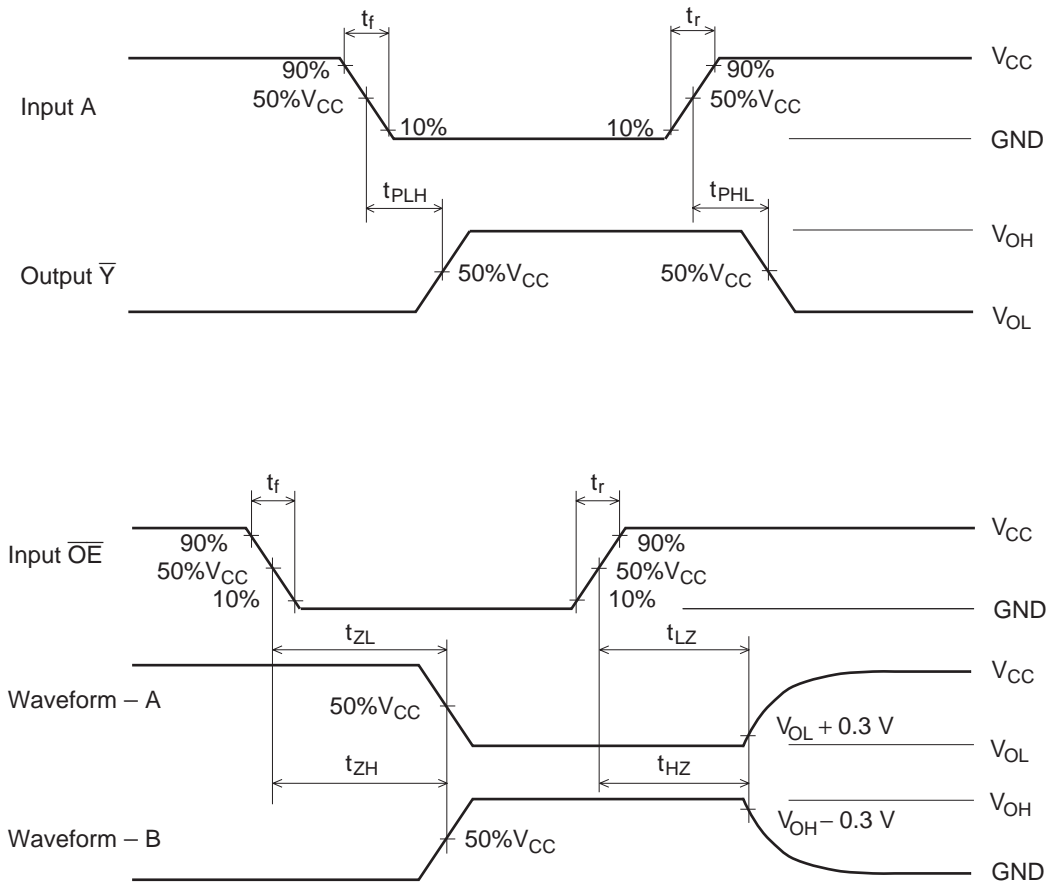 tf
tr
VCC
90%
90%
Input A
50%VCC
50%VCC
10%
10%
GND
tPLH
tPHL
VOH
Output Y̅
50%VCC
50%VCC
VOL
tf
tr
VCC
Input O̅E̅
90%
90%
50%VCC
50%VCC
10%
10%
GND
tZL
tLZ
VCC
Waveform – A
50%VCC
VOL + 0.3 V
VOL
tZH
tHZ
VOH
VOH – 0.3 V
Waveform – B
50%VCC
GND